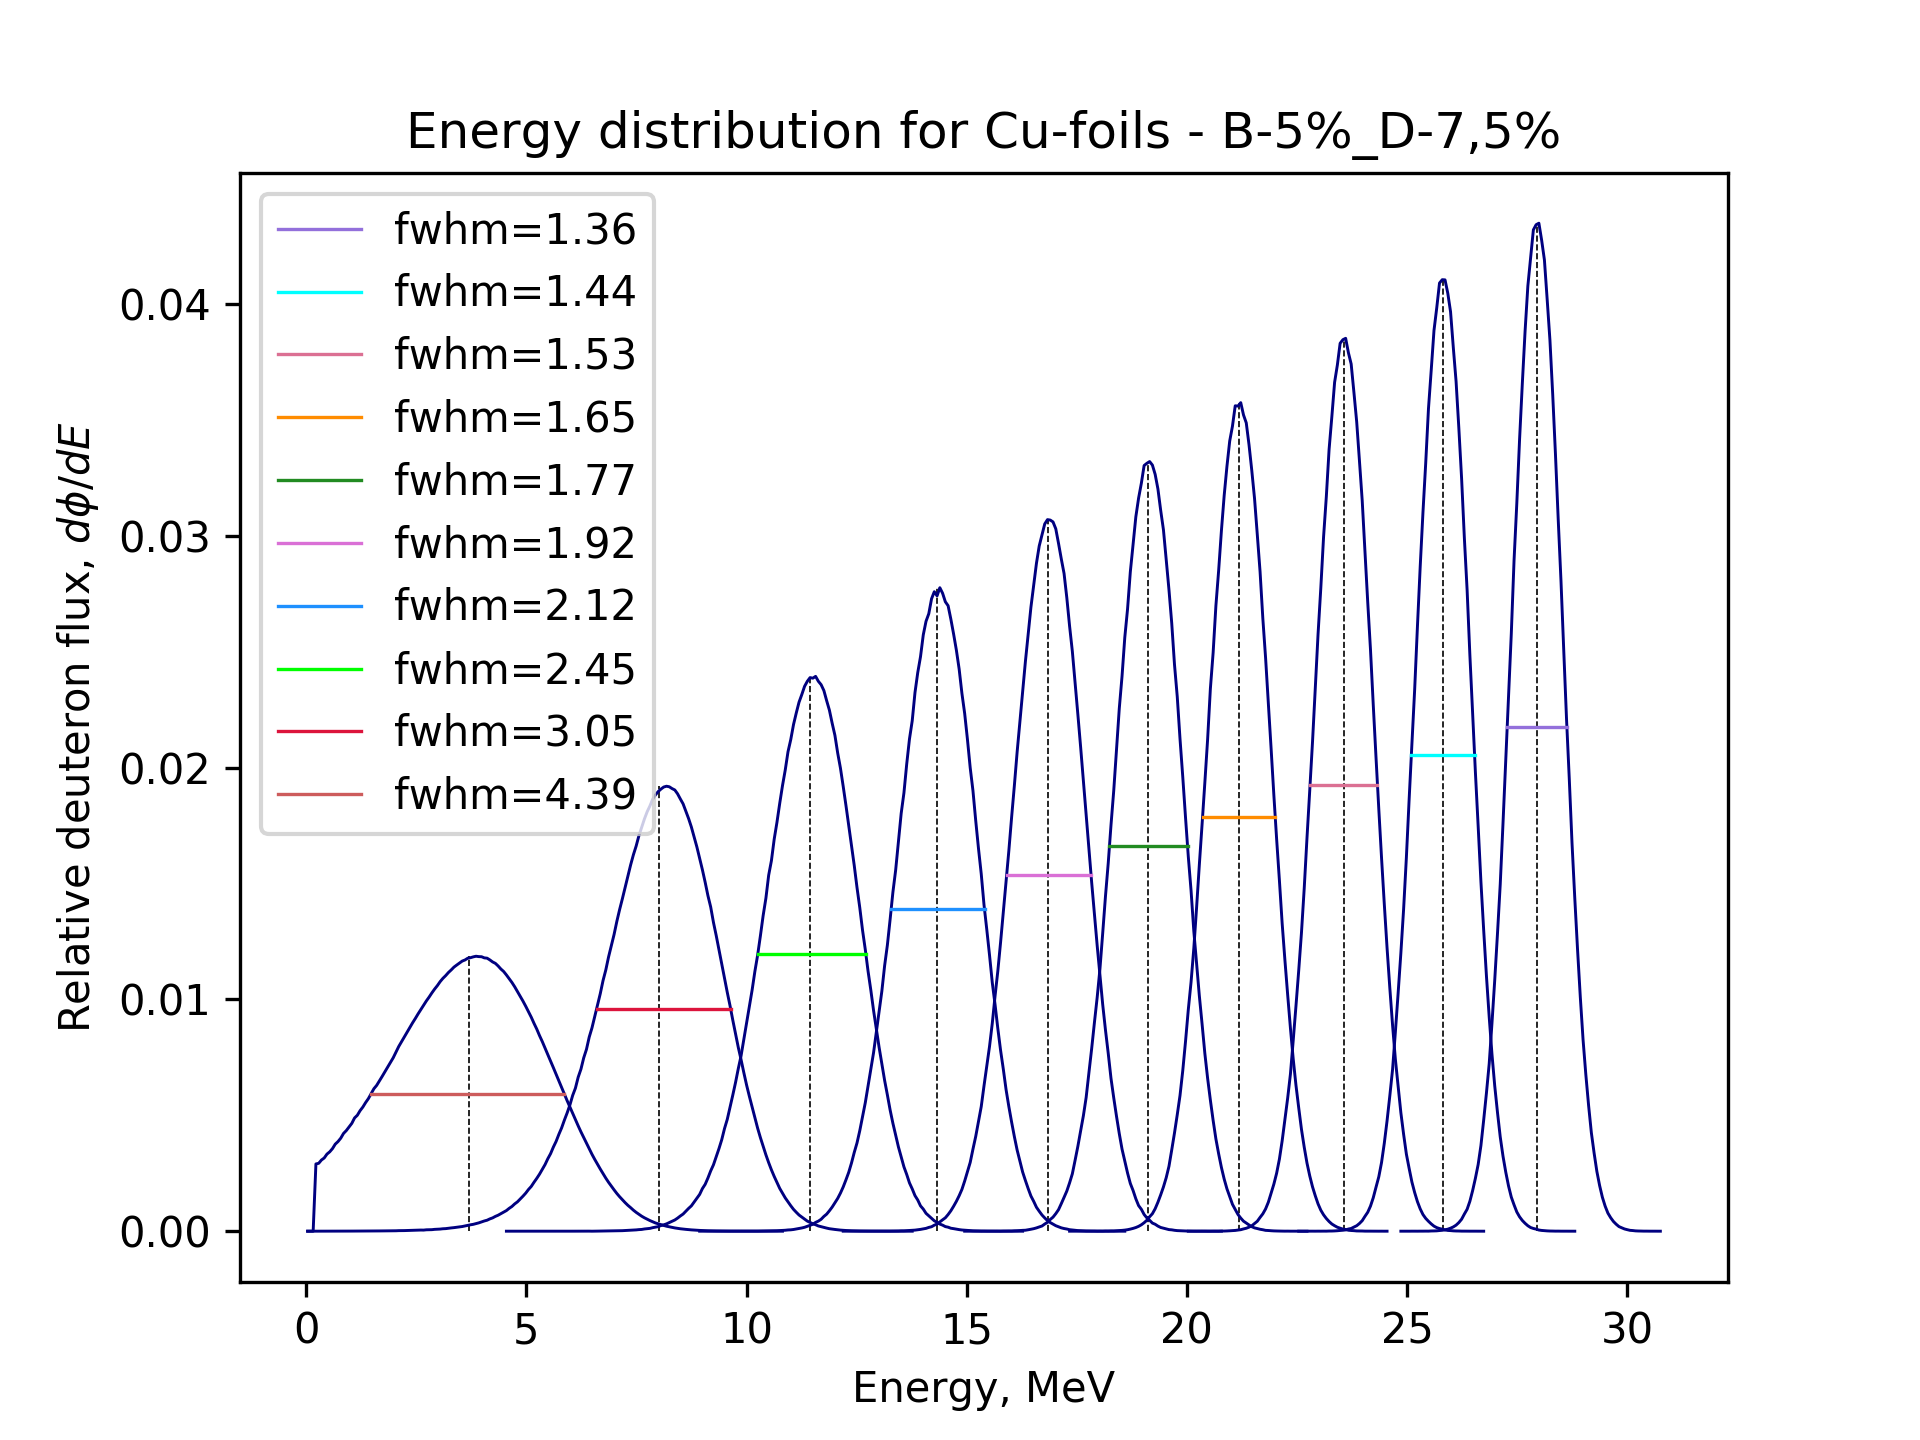 Energy distribution for Cu-foils - B-5%_D-7,5%
fwhm=1.36
fwhm=1.44
fwhm=1.53
fwhm=1.65
fwhm=1.77
fwhm=1.92
fwhm=2.12
fwhm=2.45
fwhm=3.05
fwhm=4.39
Relative deuteron flux, dϕ/dE
0.04
0.03
0.02
0.01
0.00
0 5 10 15 20 25 30
Energy, MeV